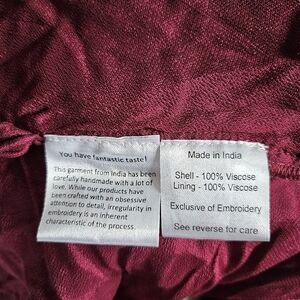 You have fantastic taste!
This garment from India has been
carefully handmade with a lot of
love. While our products have
been crafted with an obsessive
attention to detail, irregularity in
embroidery is an inherent
characteristic of the process.
Made in India
Shell - 100% Viscose
Lining - 100% Viscose
Exclusive of Embroidery
See reverse for care